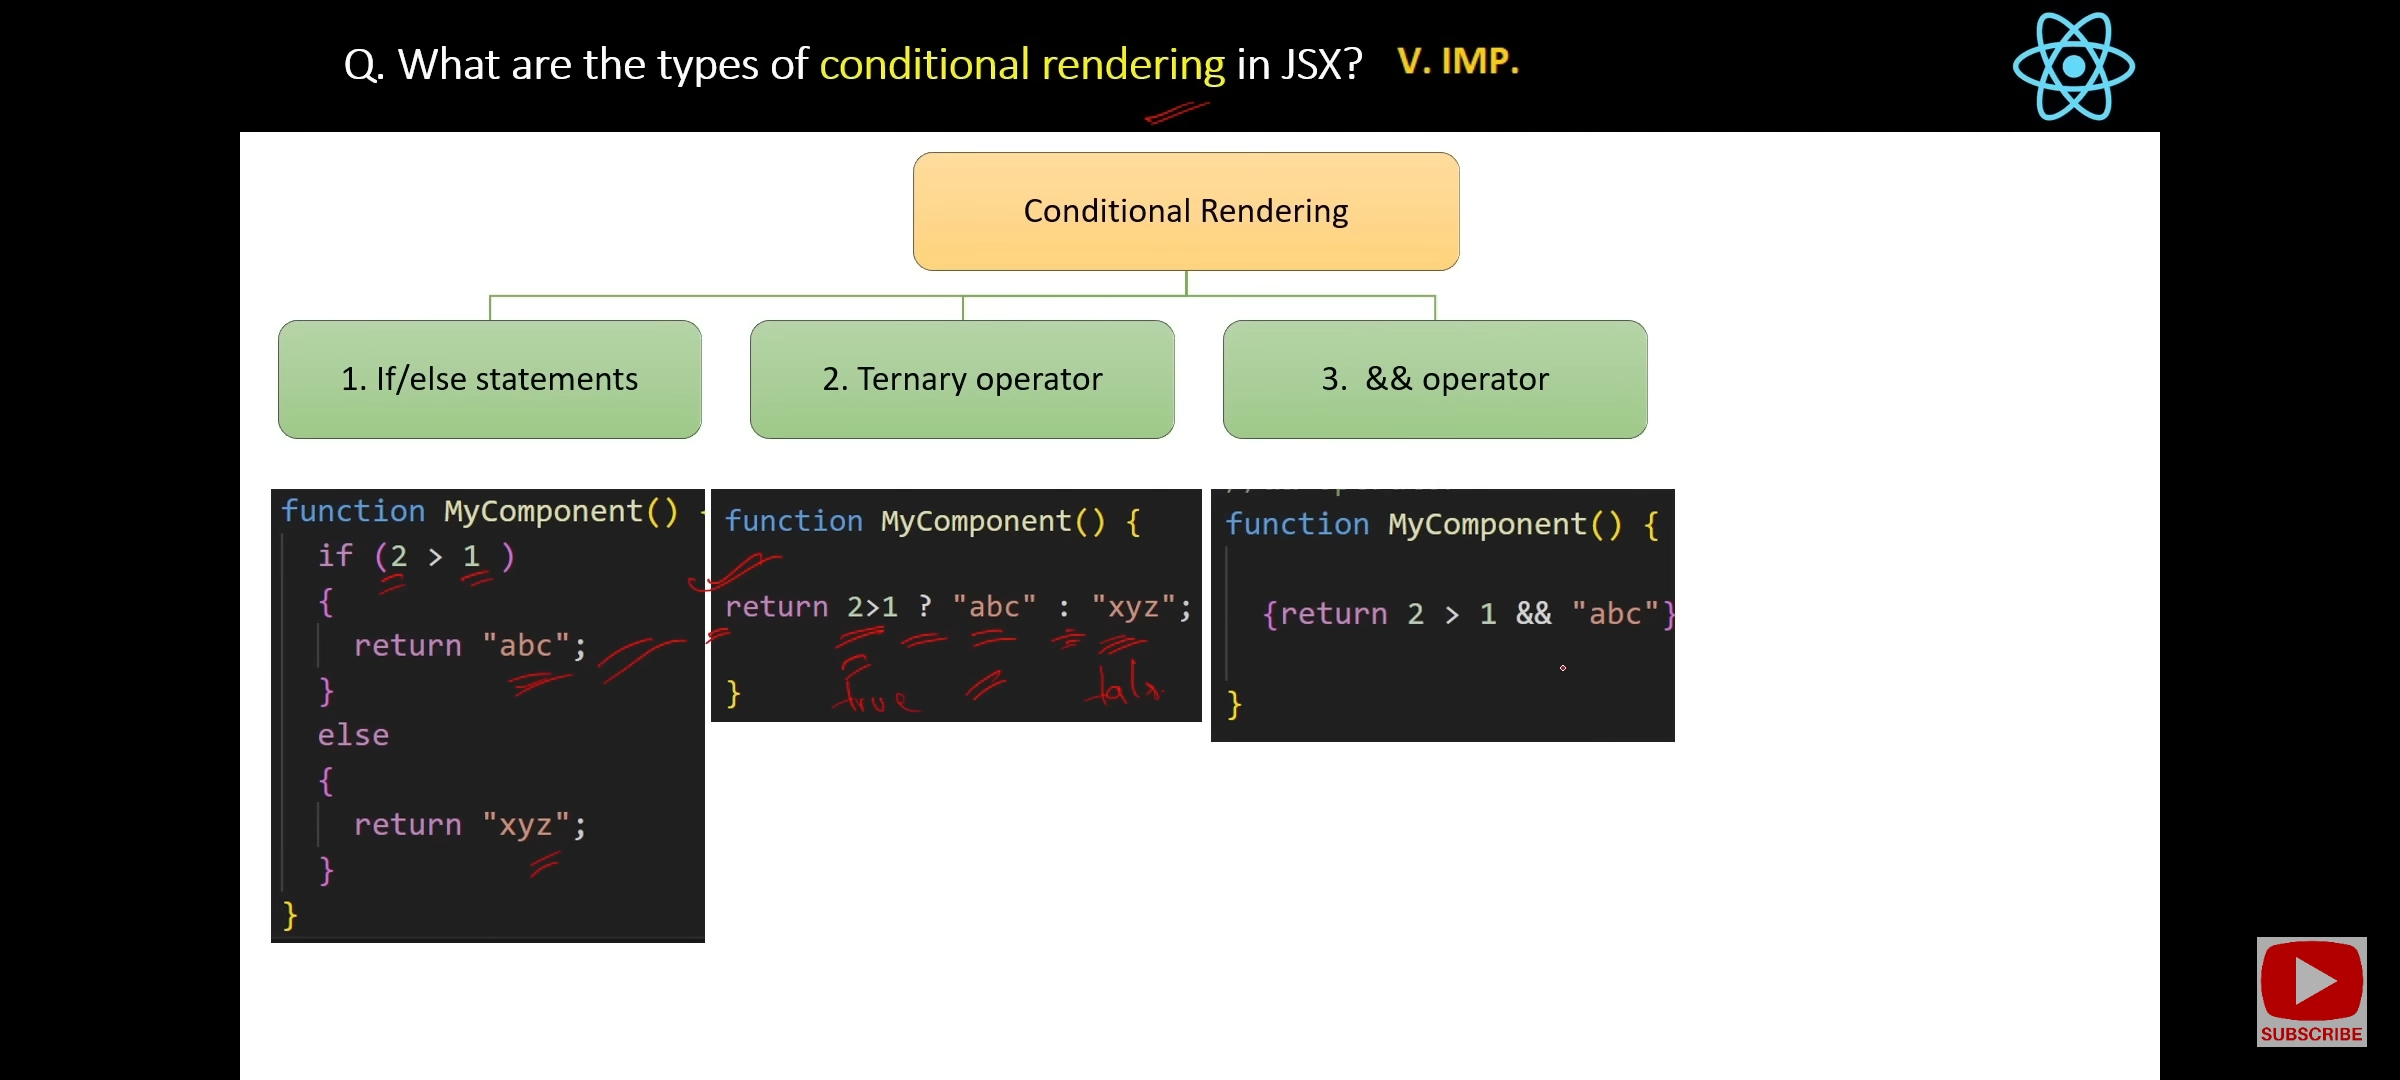 Q. What are the types of conditional rendering in JSX? V. IMP.
Conditional Rendering
1. If/else statements
2. Ternary operator
3. && operator
function MyComponent()
if (2 > 1 )
{
return "abc";
}
else
{
return "xyz";
}
}
function MyComponent() {
return 2>1 ? "abc" : "xyz";
true
}
function MyComponent() {
{return 2 > 1 && "abc"}
}
SUBSCRIBE